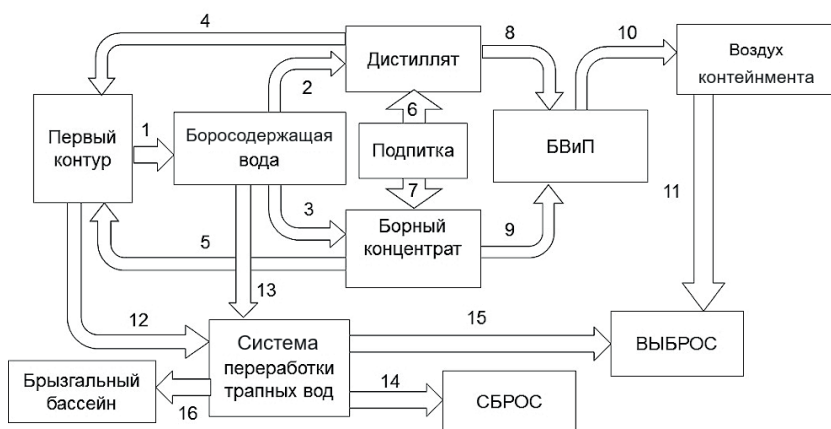 4
8
10
Дистиллят
Воздух
контейнмента
2
1
6
Первый
контур
Боросодержащая
вода
Подпитка
БВиП
7
11
3
5
Борный
концентрат
9
13
12
15
Система
переработки
трапных вод
ВЫБРОС
Брызгальный
бассейн
16
14
СБРОС